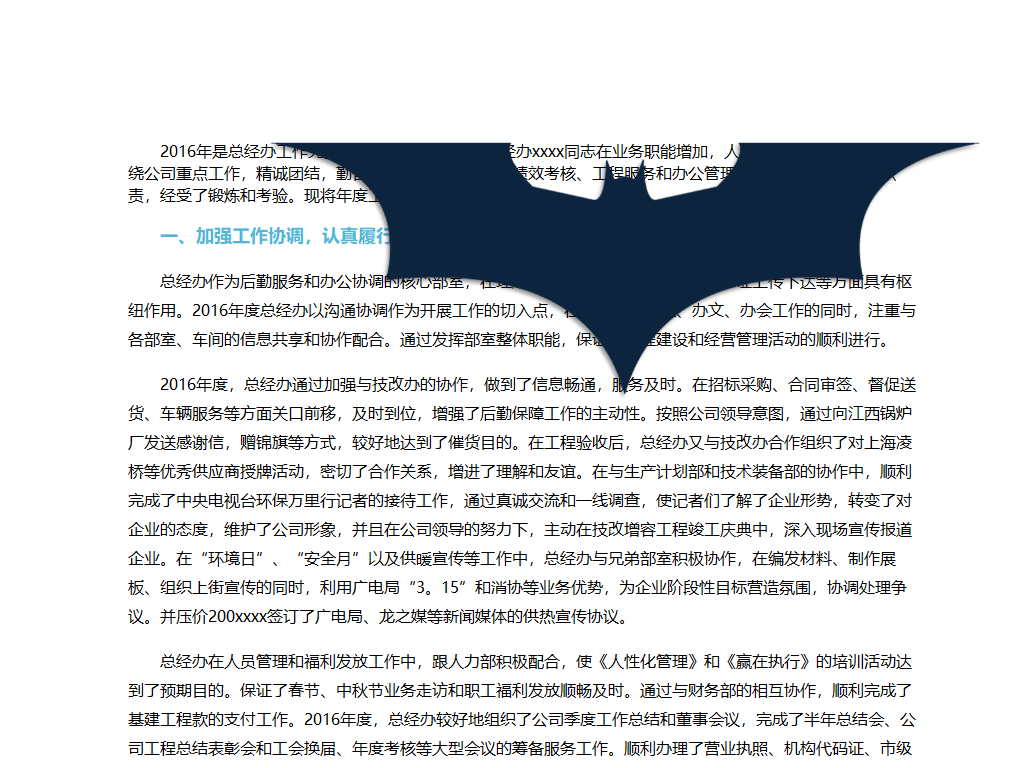 2016年是总经办工作 经办xxxx同志在业务职能增加，人
绕公司重点工作，精诚团结，勤 绩效考核、工程服务和办公管理
责，经受了锻炼和考验。现将年度工
一、加强工作协调，认真履行
总经办作为后勤服务和办公协调的核心部室，在 上传下达等方面具有枢
纽作用。2016年度总经办以沟通协调作为开展工作的切入点， 、办文、办会工作的同时，注重与
各部室、车间的信息共享和协作配合。通过发挥部室整体职能，保证 程建设和经营管理活动的顺利进行。
2016年度，总经办通过加强与技改办的协作，做到了信息畅通，服务及时。在招标采购、合同审签、督促送
货、车辆服务等方面关口前移，及时到位，增强了后勤保障工作的主动性。按照公司领导意图，通过向江西锅炉
厂发送感谢信，赠锦旗等方式，较好地达到了催货目的。在工程验收后，总经办又与技改办合作组织了对上海凌
桥等优秀供应商授牌活动，密切了合作关系，增进了理解和友谊。在与生产计划部和技术装备部的协作中，顺利
完成了中央电视台环保万里行记者的接待工作，通过真诚交流和一线调查，使记者们了解了企业形势，转变了对
企业的态度，维护了公司形象，并且在公司领导的努力下，主动在技改增容工程竣工庆典中，深入现场宣传报道
企业。在“环境日”、“安全月”以及供暖宣传等工作中，总经办与兄弟部室积极协作，在编发材料、制作展
板、组织上街宣传的同时，利用广电局“3。15”和消协等业务优势，为企业阶段性目标营造氛围，协调处理争
议。并压价200xxxx签订了广电局、龙之媒等新闻媒体的供热宣传协议。
总经办在人员管理和福利发放工作中，跟人力部积极配合，使《人性化管理》和《赢在执行》的培训活动达
到了预期目的。保证了春节、中秋节业务走访和职工福利发放顺畅及时。通过与财务部的相互协作，顺利完成了
基建工程款的支付工作。2016年度，总经办较好地组织了公司季度工作总结和董事会议，完成了半年总结会、公
司工程总结表彰会和工会换届、年度考核等大型会议的筹备服务工作。顺利办理了营业执照、机构代码证、市级